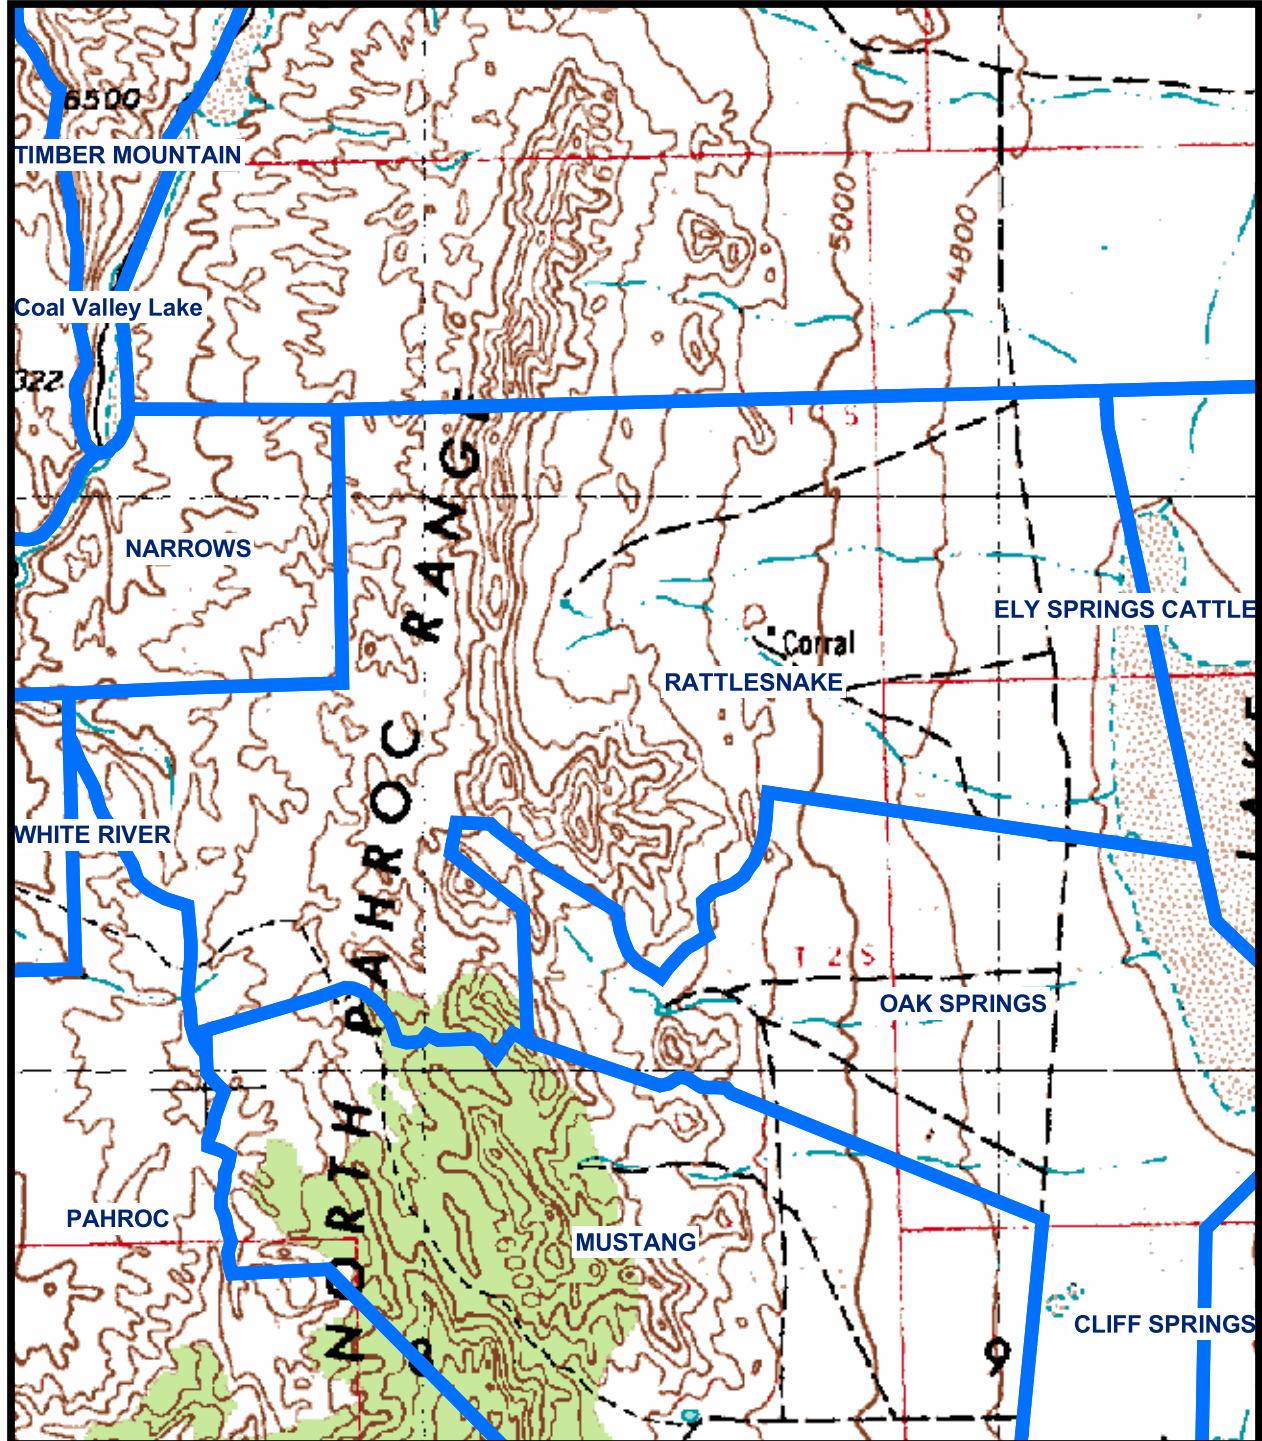 6500
TIMBER MOUNTAIN
6000
5000
4800
Coal Valley Lake
322
T 1 S
NARROWS
ELY SPRINGS CATTLE
Corral
RATTLESNAKE
WHITE RIVER
T 2 S
OAK SPRINGS
NORTH PAHROC RANGE
PAHROC
MUSTANG
CLIFF SPRINGS
9